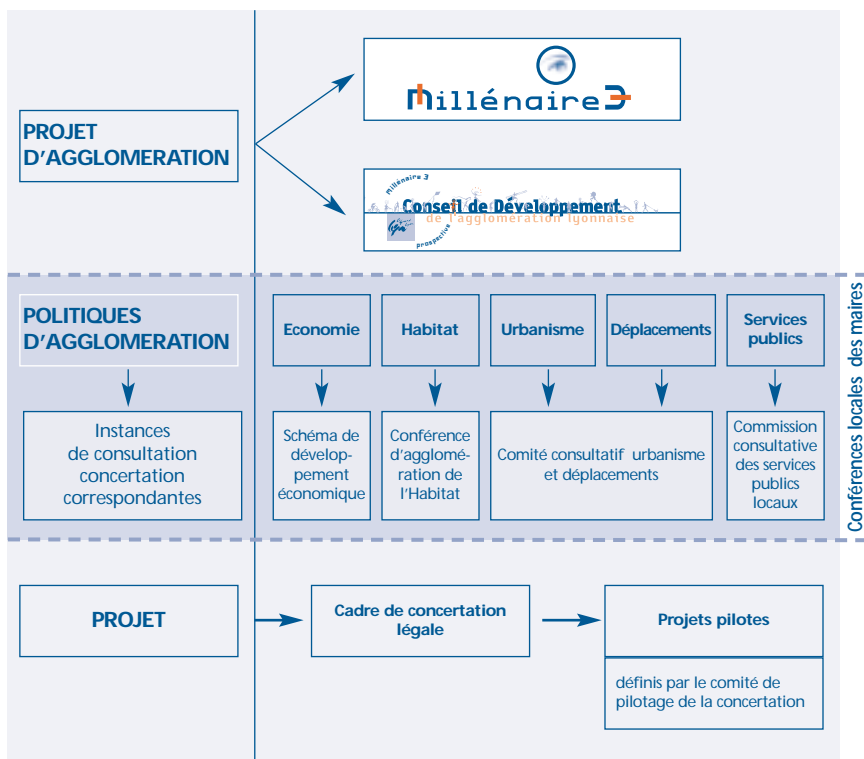 Millénaire 3
PROJET
D'AGGLOMERATION
Millénaire 3
Conseil de Développement
de l'agglomération lyonnaise
prospective
POLITIQUES
D'AGGLOMERATION
Economie
Habitat
Urbanisme
Déplacements
Services
publics
Instances
de consultation
concertation
correspondantes
Schéma de
dévelop-
pement
économique
Conférence
d'agglomé-
ration de
l'Habitat
Comité consultatif urbanisme
et déplacements
Commission
consultative
des services
publics
locaux
Conférences locales des maires
PROJET
Cadre de concertation
légale
Projets pilotes
définis par le comité de
pilotage de la concertation